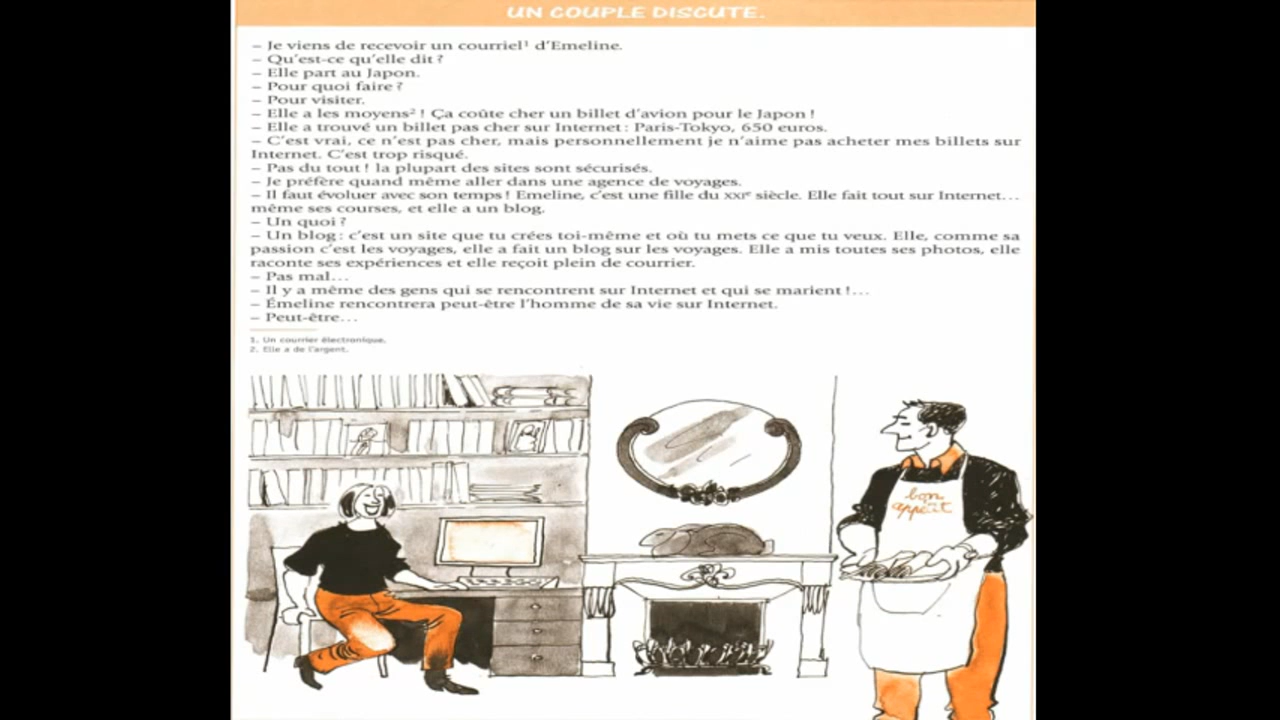 UN COUPLE DISCUTE.
– Je viens de recevoir un courriel¹ d'Emeline.
– Qu'est-ce qu'elle dit ?
– Elle part au Japon.
– Pour quoi faire ?
– Pour visiter.
– Elle a les moyens² ! Ça coûte cher un billet d'avion pour le Japon !
– Elle a trouvé un billet pas cher sur Internet : Paris-Tokyo, 650 euros.
– C'est vrai, ce n'est pas cher, mais personnellement je n'aime pas acheter mes billets sur
Internet. C'est trop risqué.
– Pas du tout ! la plupart des sites sont sécurisés.
– Je préfère quand même aller dans une agence de voyages.
– Il faut évoluer avec son temps ! Emeline, c'est une fille du XXIᵉ siècle. Elle fait tout sur Internet…
même ses courses, et elle a un blog.
– Un quoi ?
– Un blog : c'est un site que tu crées toi-même et où tu mets ce que tu veux. Elle, comme sa
passion c'est les voyages, elle a fait un blog sur les voyages. Elle a mis toutes ses photos, elle
raconte ses expériences et elle reçoit plein de courrier.
– Pas mal…
– Il y a même des gens qui se rencontrent sur Internet et qui se marient !…
– Émeline rencontrera peut-être l'homme de sa vie sur Internet.
– Peut-être…
1. Un courrier électronique.
2. Elle a de l'argent.
bon
appétit